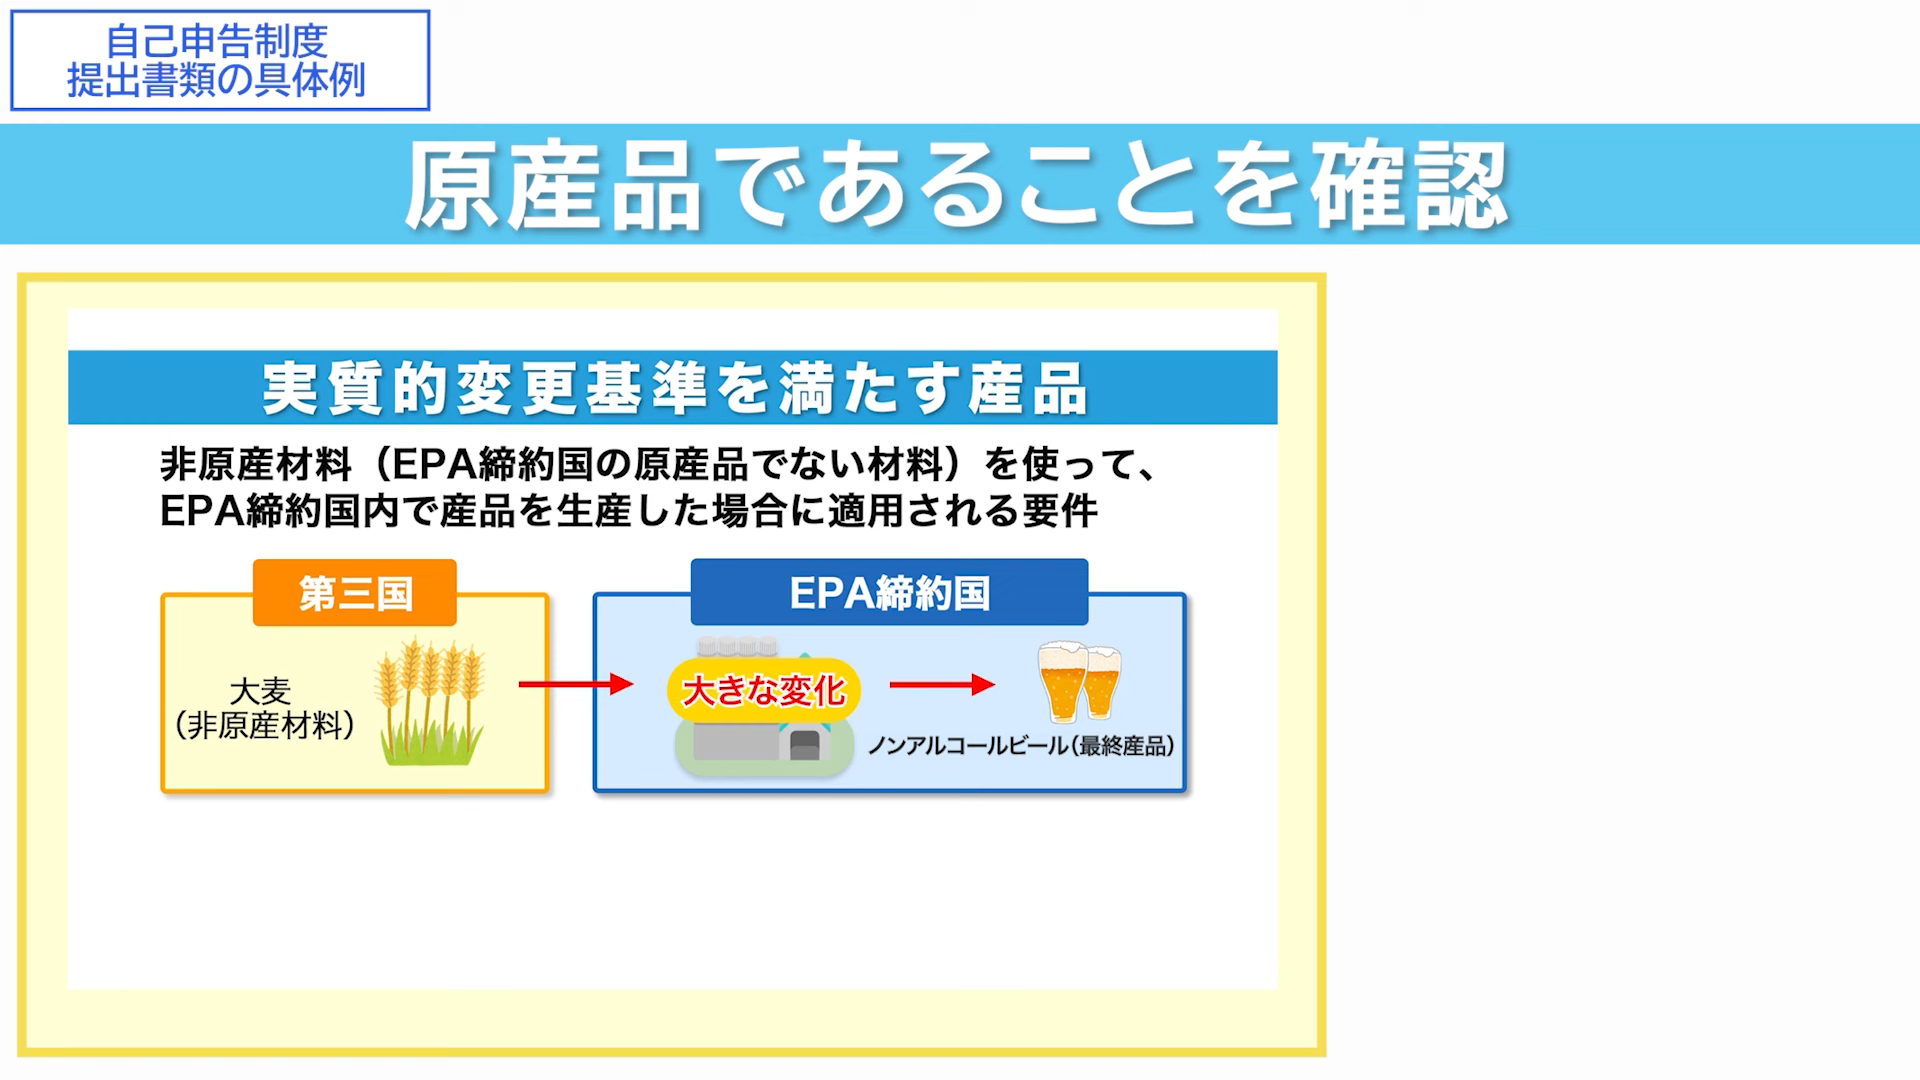 自己申告制度
提出書類の具体例
原産品であることを確認
実質的変更基準を満たす産品
非原産材料（EPA締約国の原産品でない材料）を使って、
EPA締約国内で産品を生産した場合に適用される要件
第三国
大麦
（非原産材料）
EPA締約国
大きな変化
ノンアルコールビール（最終産品）